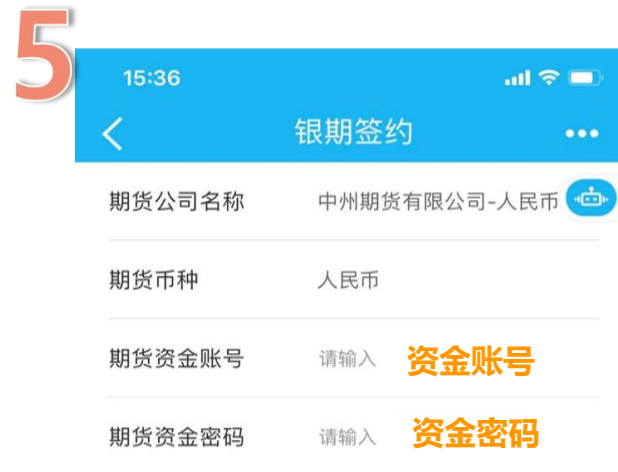 5
15:36
银期签约
期货公司名称 中州期货有限公司-人民币
期货币种 人民币
期货资金账号 请输入 资金账号
期货资金密码 请输入 资金密码